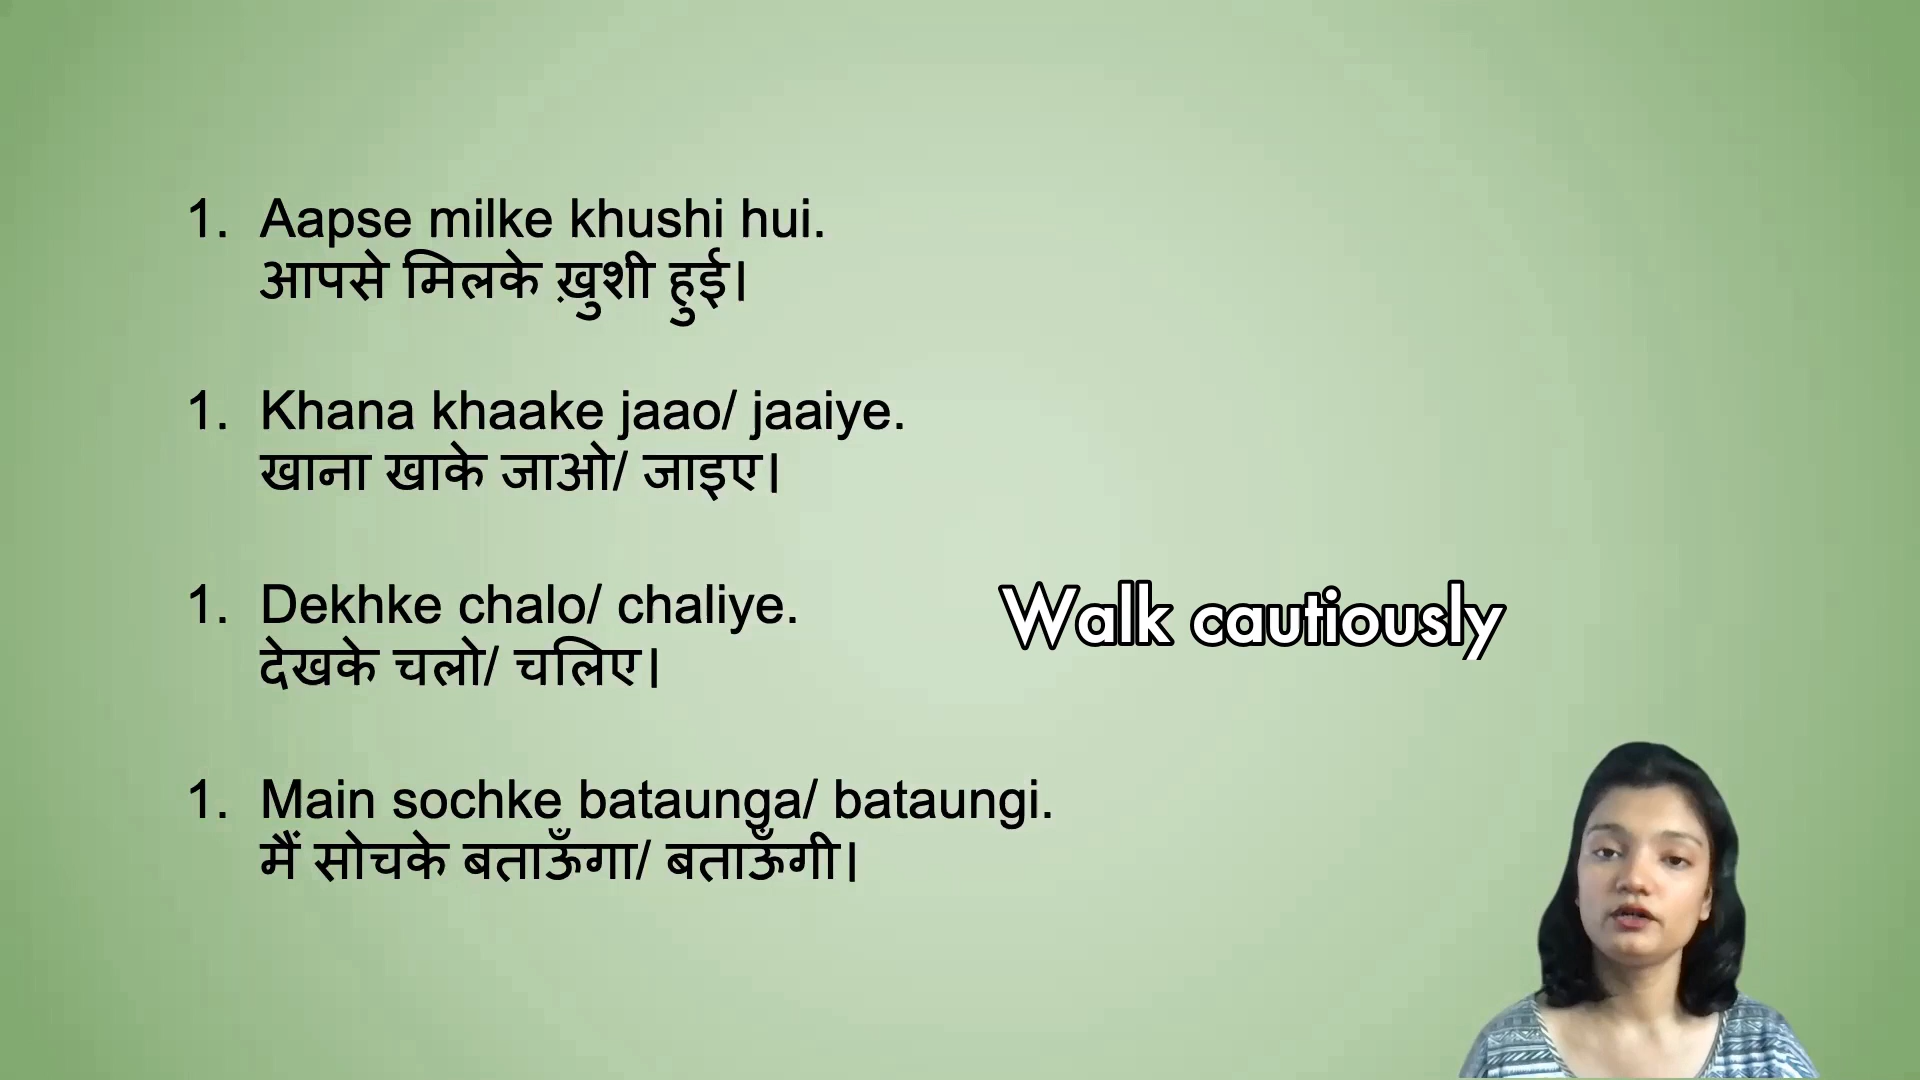 1. Aapse milke khushi hui.
आपसे मिलके ख़ुशी हुई।
1. Khana khaake jaao/ jaaiye.
खाना खाके जाओ/ जाइए।
1. Dekhke chalo/ chaliye.
Walk cautiously
देखके चलो/ चलिए।
1. Main sochke bataunga/ bataungi.
मैं सोचके बताऊँगा/ बताऊँगी।